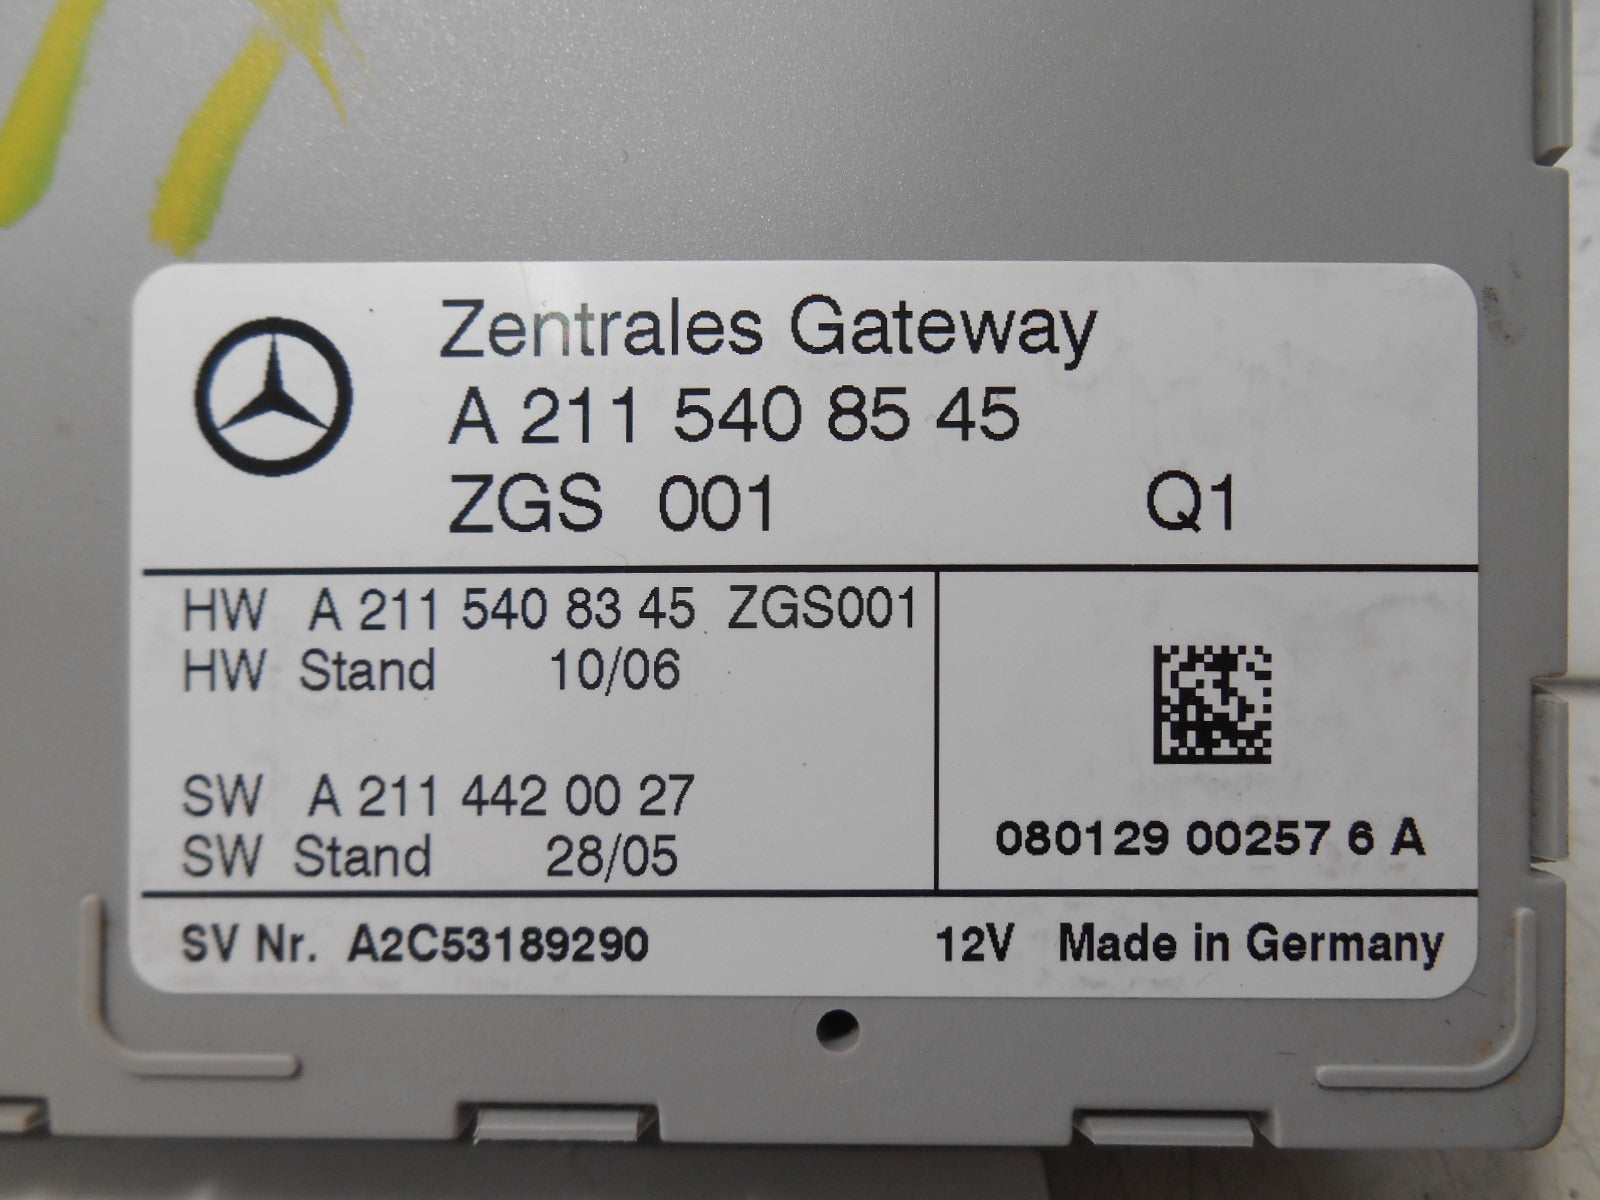 Zentrales Gateway
A 211 540 85 45
ZGS 001 Q1
HW A 211 540 83 45 ZGS001
HW Stand 10/06
SW A 211 442 00 27
SW Stand 28/05
080129 00257 6 A
SV Nr. A2C53189290 12V Made in Germany